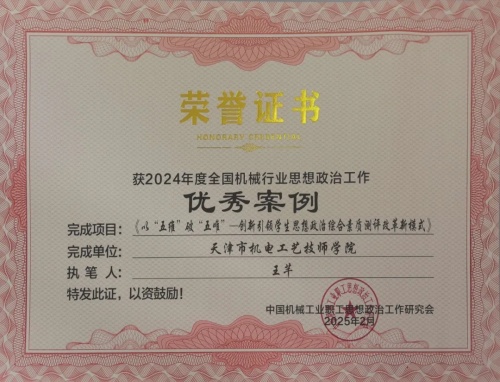 荣誉证书
HONORARY CREDENTIAL
获2024年度全国机械行业思想政治工作
优秀案例
完成项目：《以“五维”破“五唯”—创新引领学生思想政治综合素质测评改革新模式》
完成单位：天津市机电工艺技师学院
执笔人：王芊
特发此证，以资鼓励！
中国机械工业职工思想政治工作研究会
2025年2月